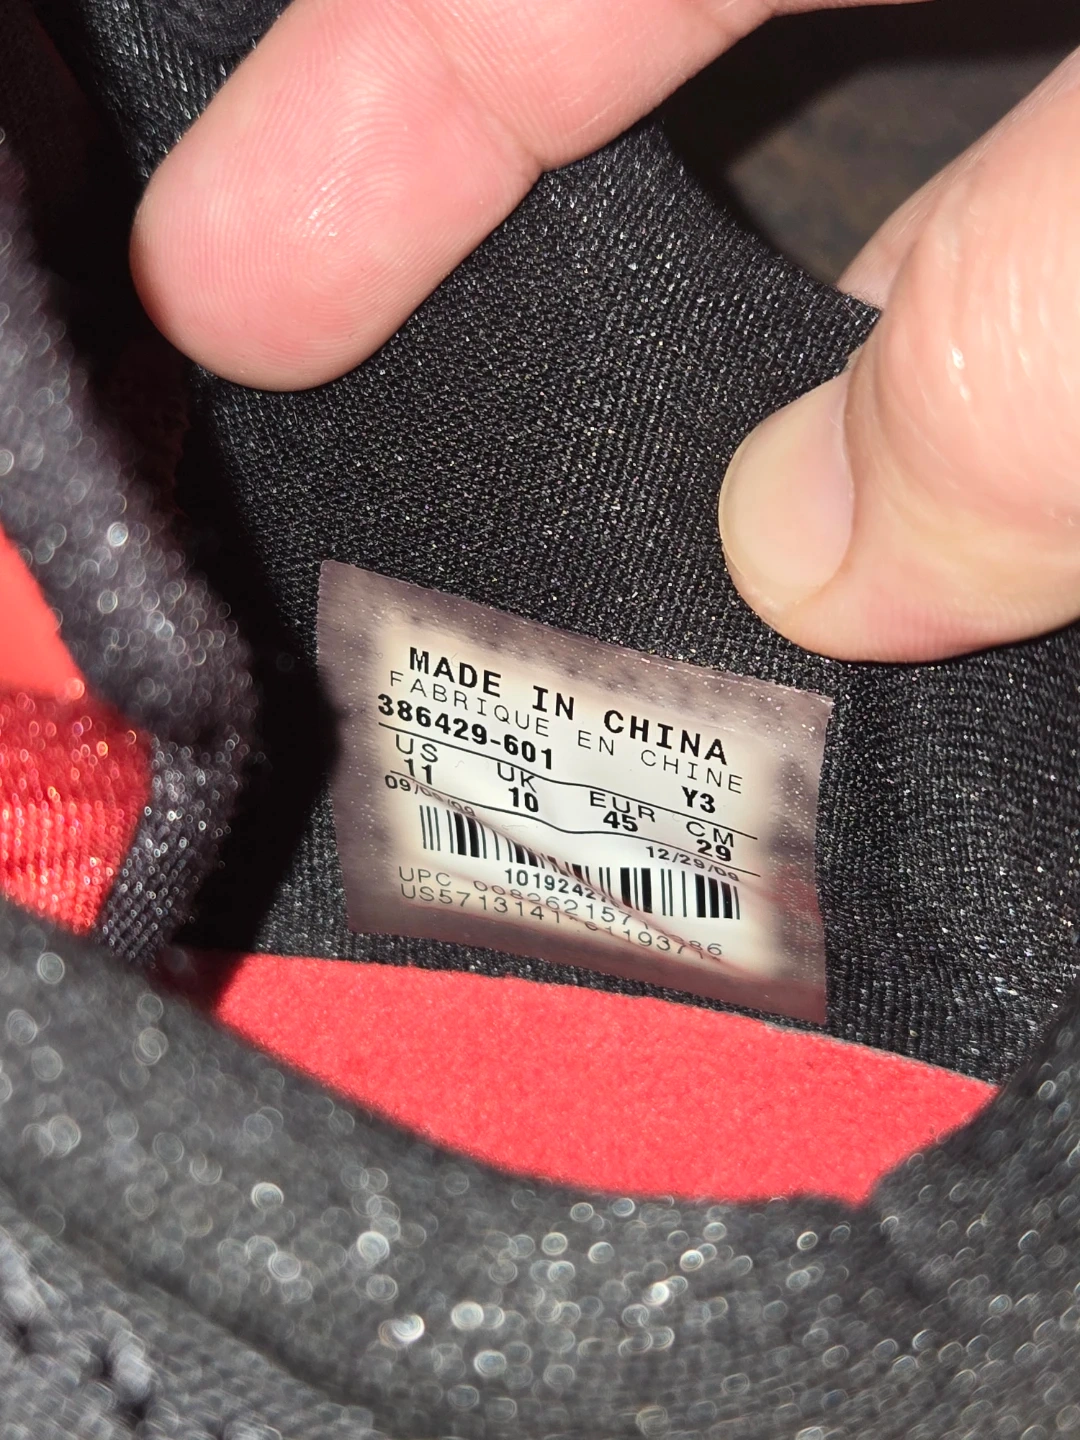 MADE IN CHINA
FABRIQUE EN CHINE
386429-601 Y3
US UK EUR CM
11 10 45 29
12/29/09
UPC